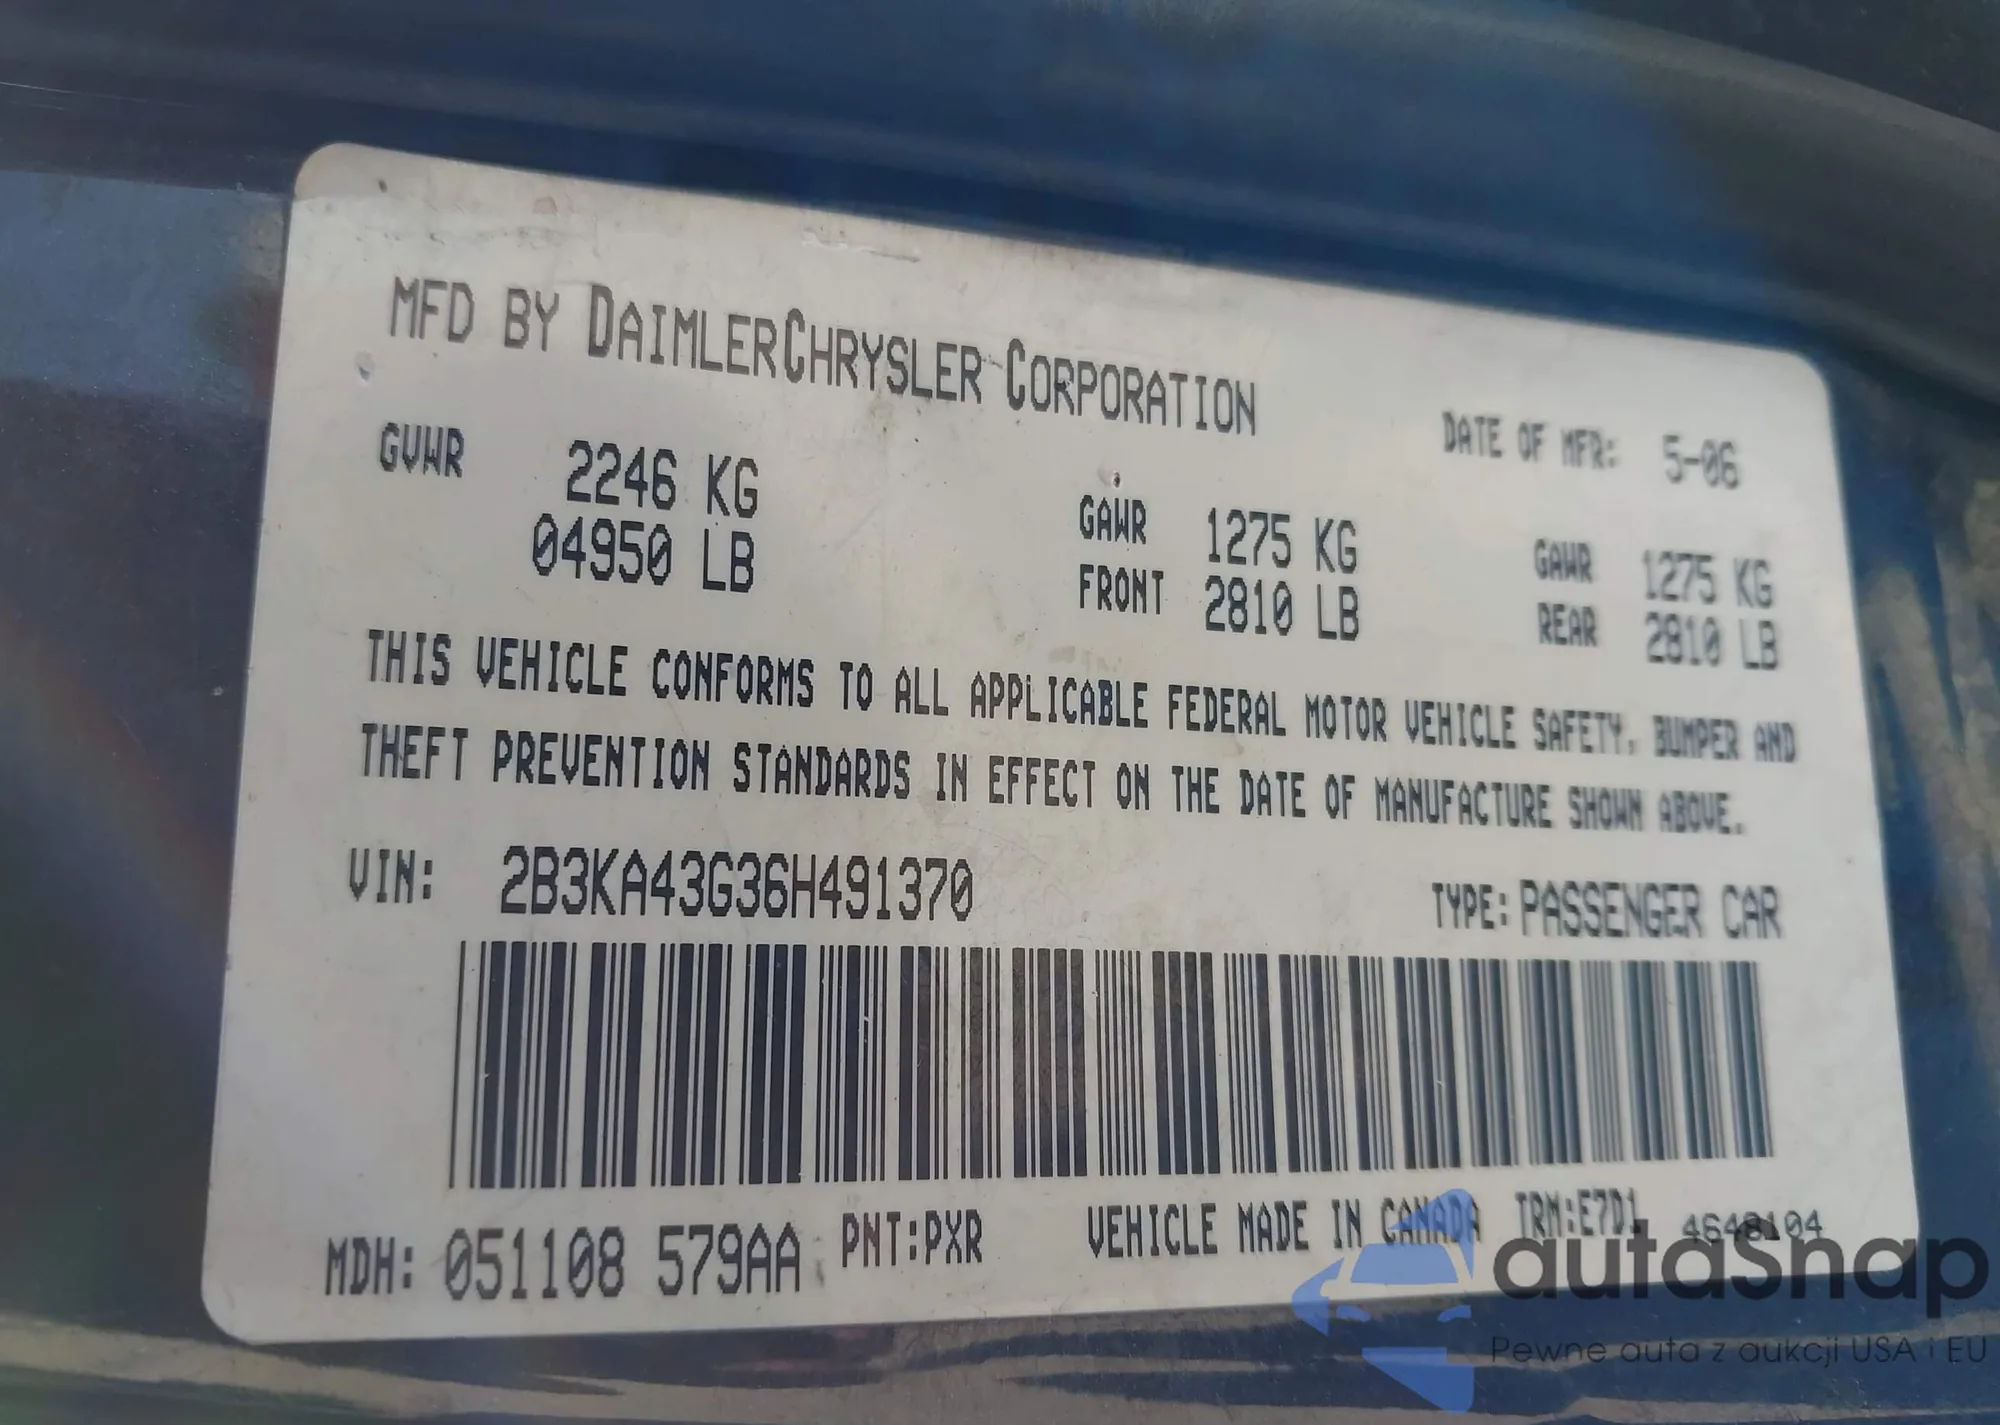 MFD BY DAIMLERCHRYSLER CORPORATION
DATE OF MFR: 5-06
GVWR 2246 KG
04950 LB
GAWR 1275 KG
FRONT 2810 LB
GAWR 1275 KG
REAR 2810 LB
THIS VEHICLE CONFORMS TO ALL APPLICABLE FEDERAL MOTOR VEHICLE SAFETY, BUMPER AND
THEFT PREVENTION STANDARDS IN EFFECT ON THE DATE OF MANUFACTURE SHOWN ABOVE.
VIN: 2B3KA43G36H491370
TYPE: PASSENGER CAR
MDH: 051108 579AA PNT:PXR VEHICLE MADE IN CANADA TRM:E7D1 4648104
autaSnap
Pewne auta z aukcji USA i EU